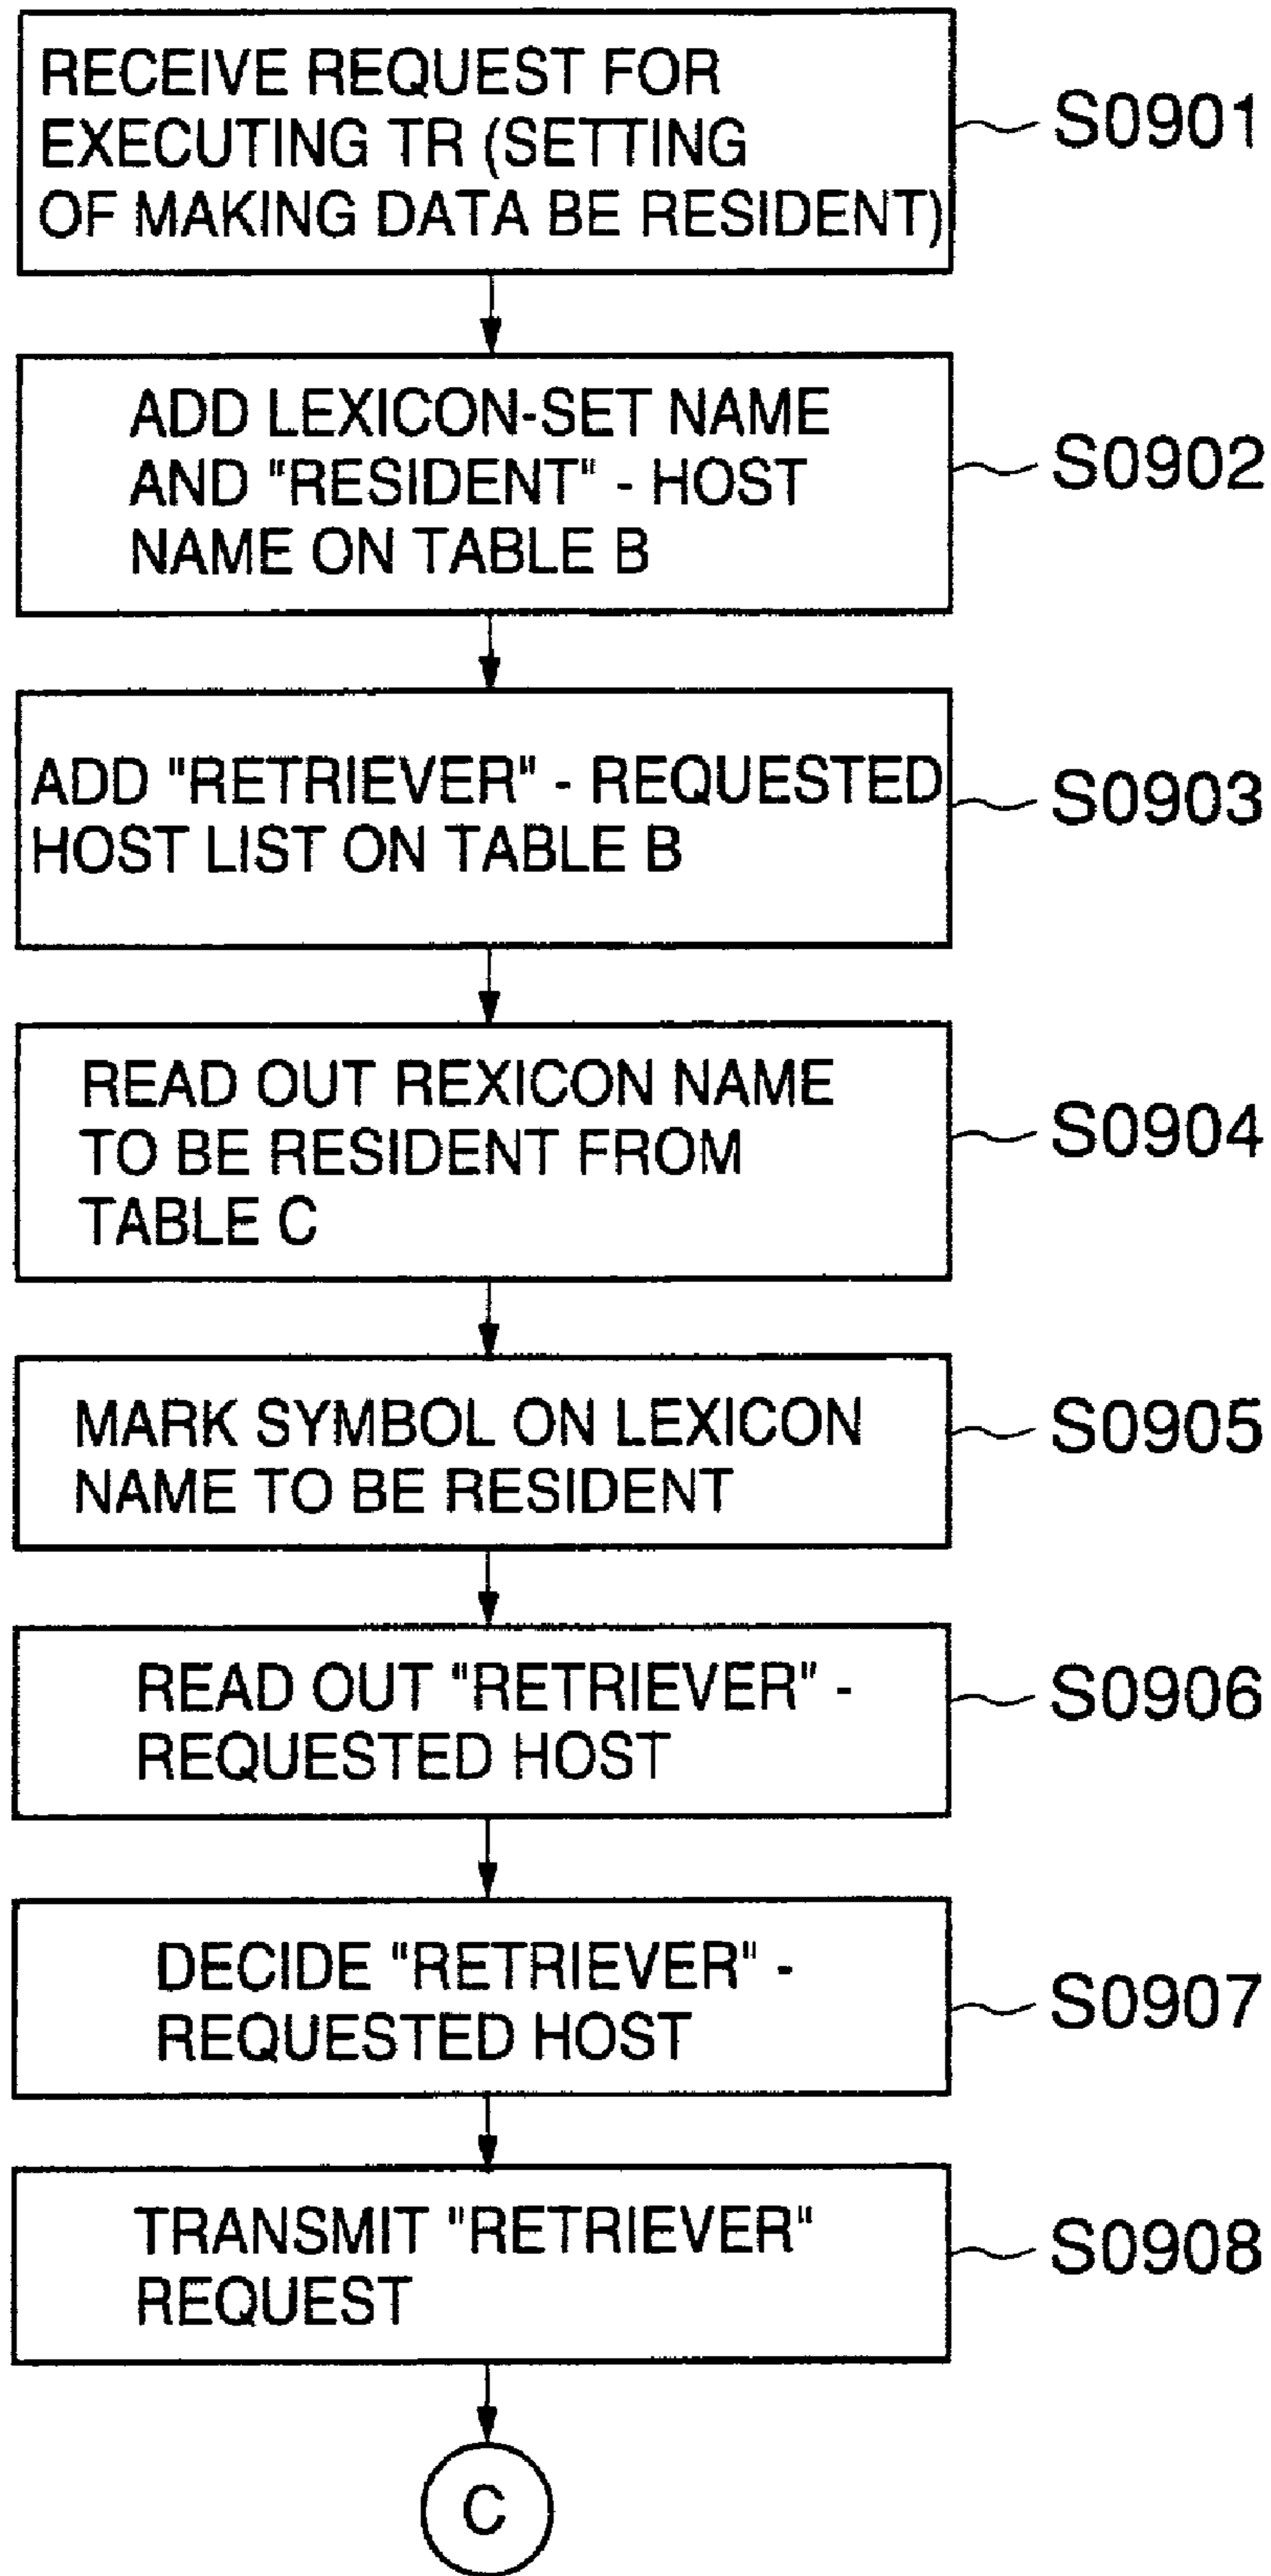 RECEIVE REQUEST FOR
EXECUTING TR (SETTING
OF MAKING DATA BE RESIDENT)
S0901
ADD LEXICON-SET NAME
AND "RESIDENT" - HOST
NAME ON TABLE B
S0902
ADD "RETRIEVER" - REQUESTED
HOST LIST ON TABLE B
S0903
READ OUT REXICON NAME
TO BE RESIDENT FROM
TABLE C
S0904
MARK SYMBOL ON LEXICON
NAME TO BE RESIDENT
S0905
READ OUT "RETRIEVER" -
REQUESTED HOST
S0906
DECIDE "RETRIEVER" -
REQUESTED HOST
S0907
TRANSMIT "RETRIEVER"
REQUEST
S0908
C